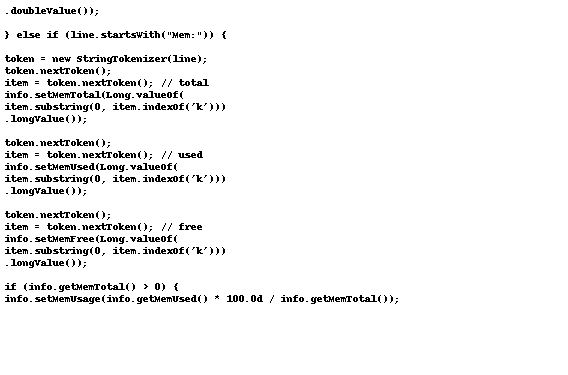 .doubleValue());
} else if (line.startsWith("Mem:")) {
token = new StringTokenizer(line);
token.nextToken();
item = token.nextToken(); // total
info.setMemTotal(Long.valueOf(
item.substring(0, item.indexOf('k')))
.longValue());
token.nextToken();
item = token.nextToken(); // used
info.setMemUsed(Long.valueOf(
item.substring(0, item.indexOf('k')))
.longValue());
token.nextToken();
item = token.nextToken(); // free
info.setMemFree(Long.valueOf(
item.substring(0, item.indexOf('k')))
.longValue());
if (info.getMemTotal() > 0) {
info.setMemUsage(info.getMemUsed() * 100.0d / info.getMemTotal());